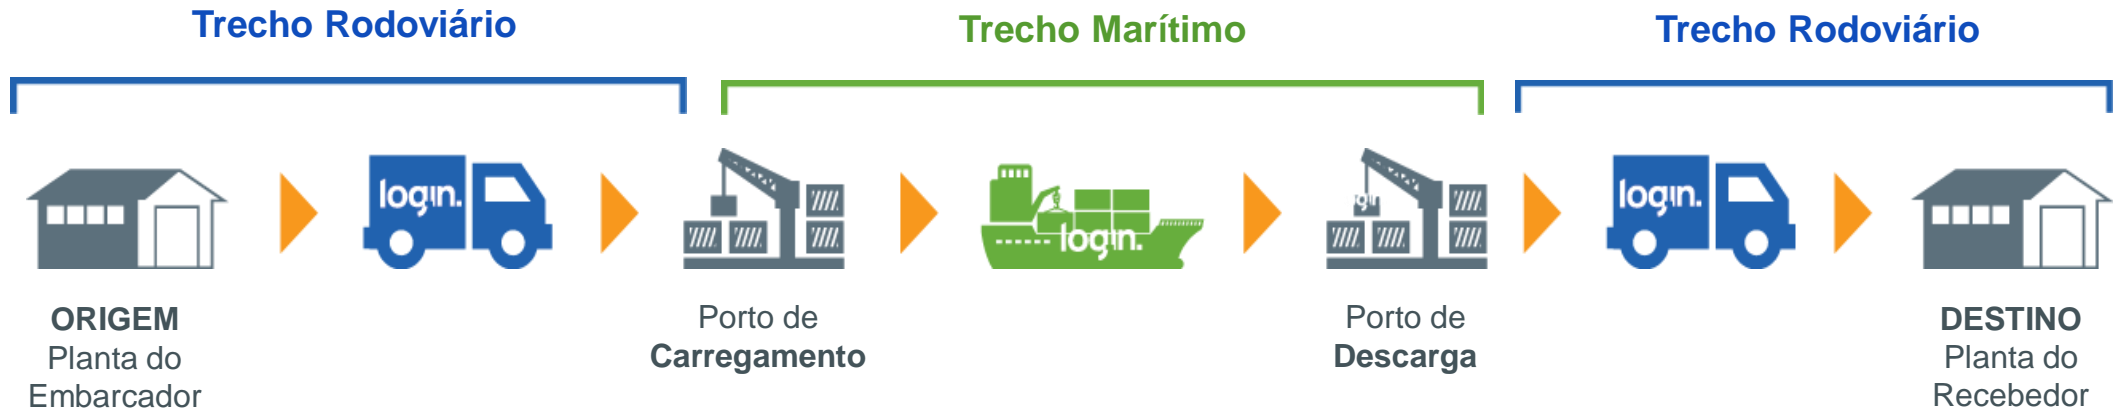 Trecho Rodoviário
Trecho Marítimo
Trecho Rodoviário
login.
login.
login
login.
ORIGEM
Planta do
Embarcador
Porto de
Carregamento
Porto de
Descarga
DESTINO
Planta do
Recebedor